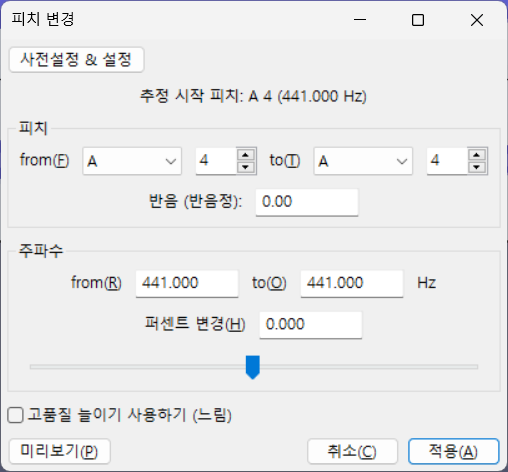 피치 변경
사전설정 & 설정
추정 시작 피치: A 4 (441.000 Hz)
피치
from(F) A 4 to(T) A 4
반음 (반음정): 0.00
주파수
from(R) 441.000 to(O) 441.000 Hz
퍼센트 변경(H) 0.000
고품질 늘이기 사용하기 (느림)
미리보기(P) 취소(C) 적용(A)